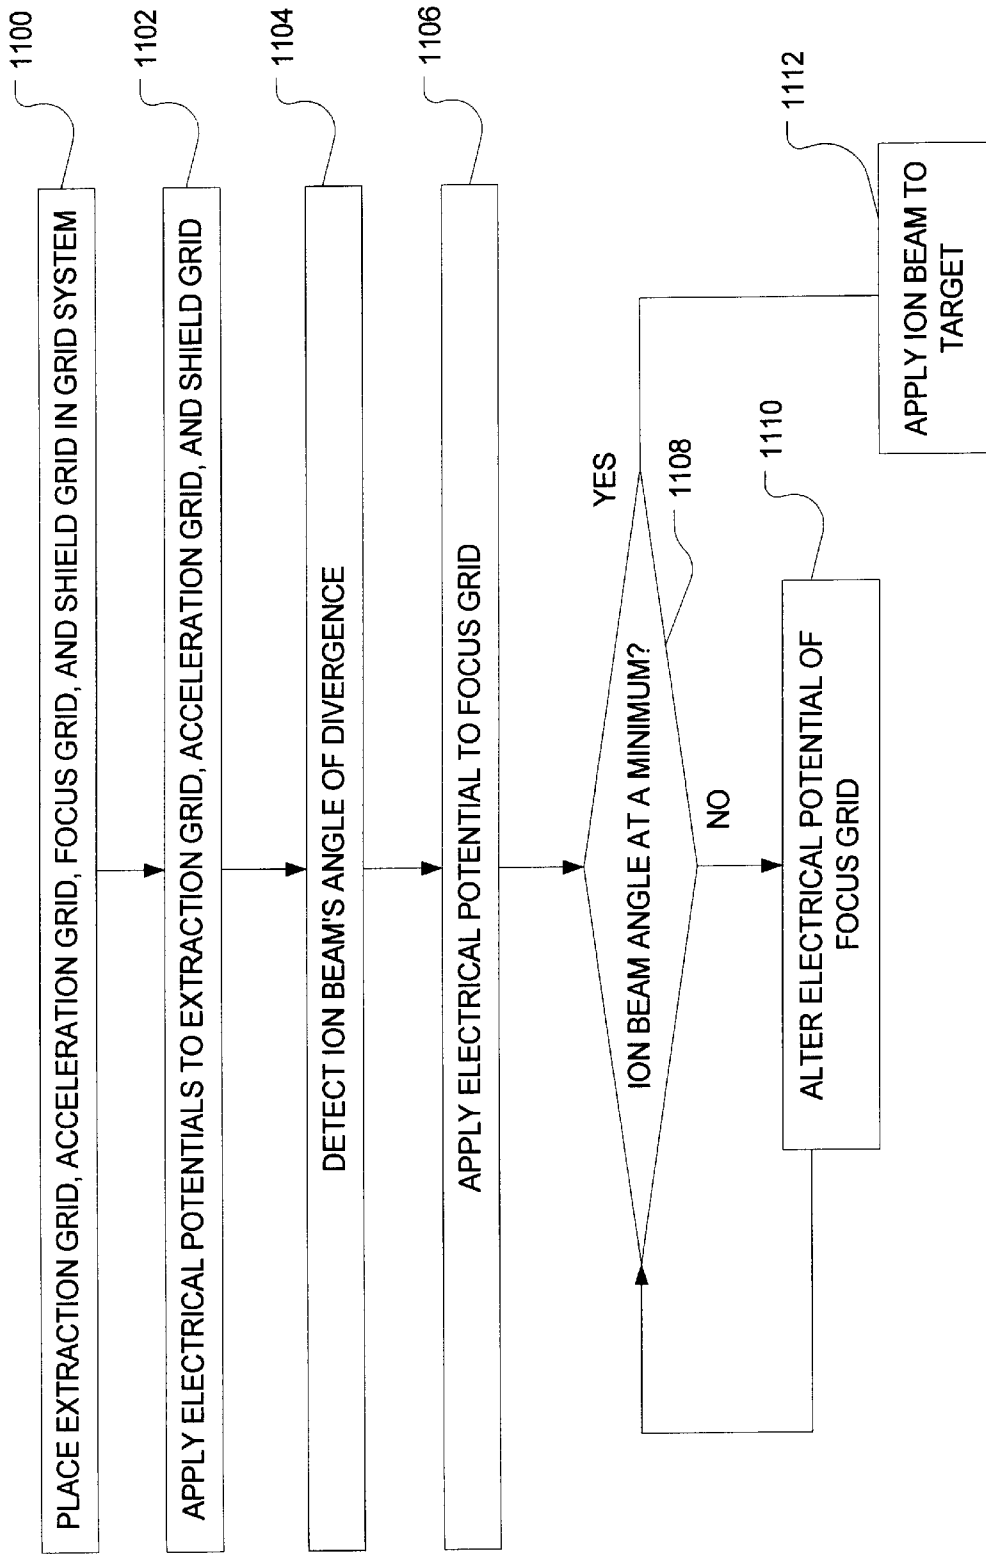 PLACE EXTRACTION GRID, ACCELERATION GRID, FOCUS GRID, AND SHIELD GRID IN GRID SYSTEM
1100
APPLY ELECTRICAL POTENTIALS TO EXTRACTION GRID, ACCELERATION GRID, AND SHIELD GRID
1102
DETECT ION BEAM'S ANGLE OF DIVERGENCE
1104
APPLY ELECTRICAL POTENTIAL TO FOCUS GRID
1106
ION BEAM ANGLE AT A MINIMUM?
YES
1108
NO
ALTER ELECTRICAL POTENTIAL OF
FOCUS GRID
1110
APPLY ION BEAM TO
TARGET
1112